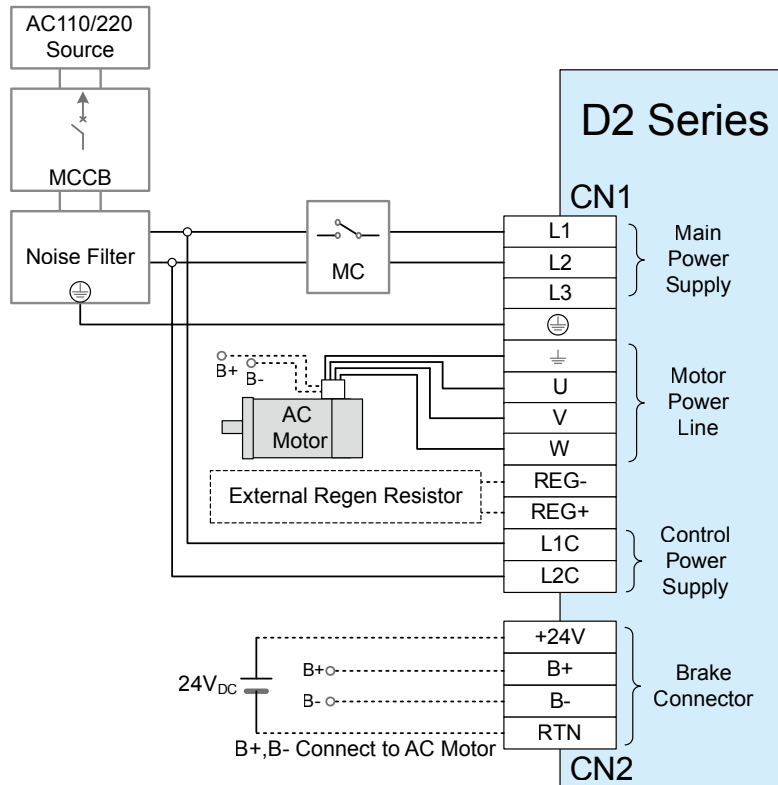 AC110/220
Source
MCCB
Noise Filter
MC
D2 Series
CN1
L1
L2
L3
Main
Power
Supply
B+
B-
AC
Motor
U
V
W
Motor
Power
Line
External Regen Resistor
REG-
REG+
L1C
L2C
Control
Power
Supply
24VDC
B+
B-
+24V
B+
B-
RTN
Brake
Connector
B+,B- Connect to AC Motor
CN2